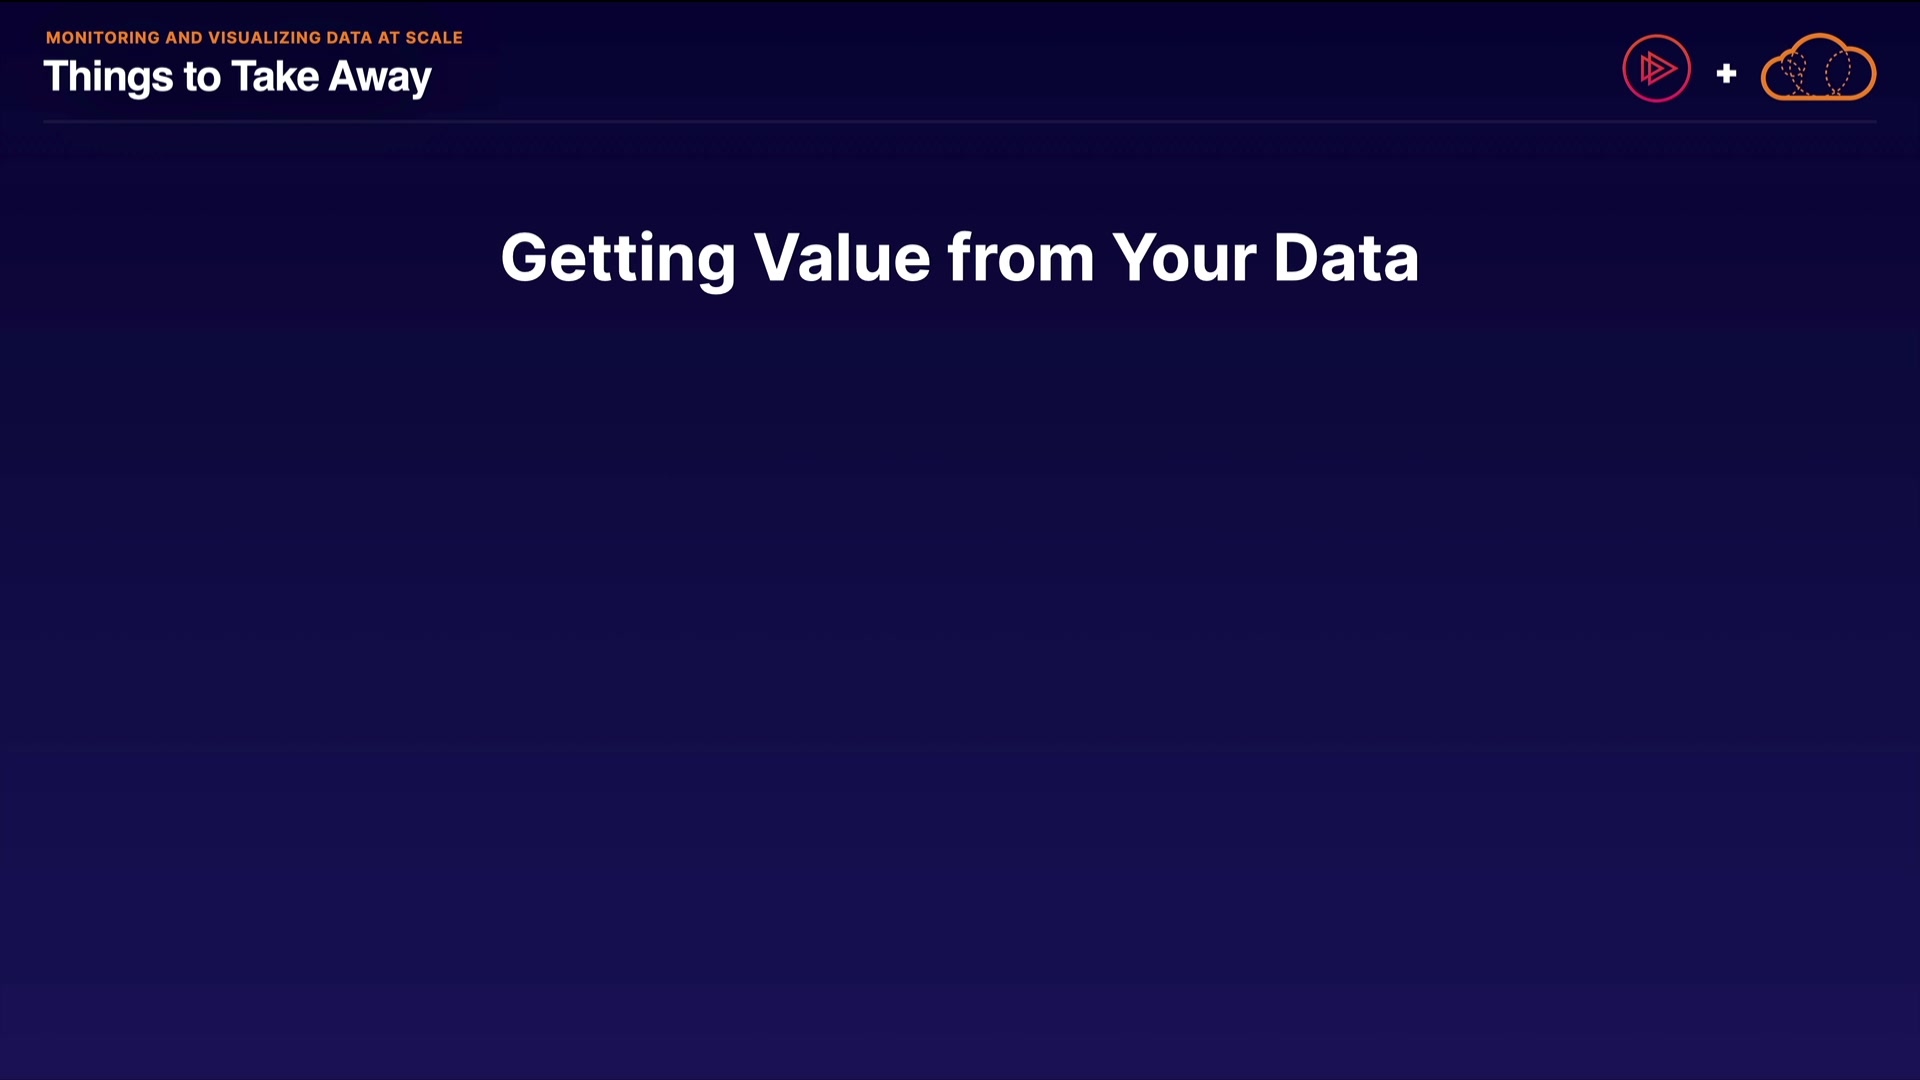 MONITORING AND VISUALIZING DATA AT SCALE
Things to Take Away
+
Getting Value from Your Data